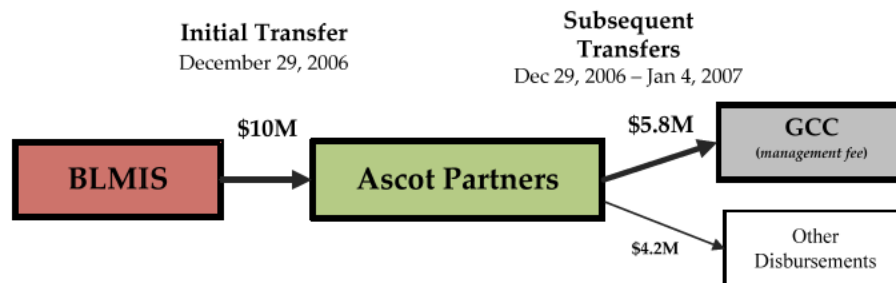 Initial Transfer
December 29, 2006
Subsequent
Transfers
Dec 29, 2006 – Jan 4, 2007
$10M
$5.8M
BLMIS
Ascot Partners
GCC
(management fee)
$4.2M
Other
Disbursements